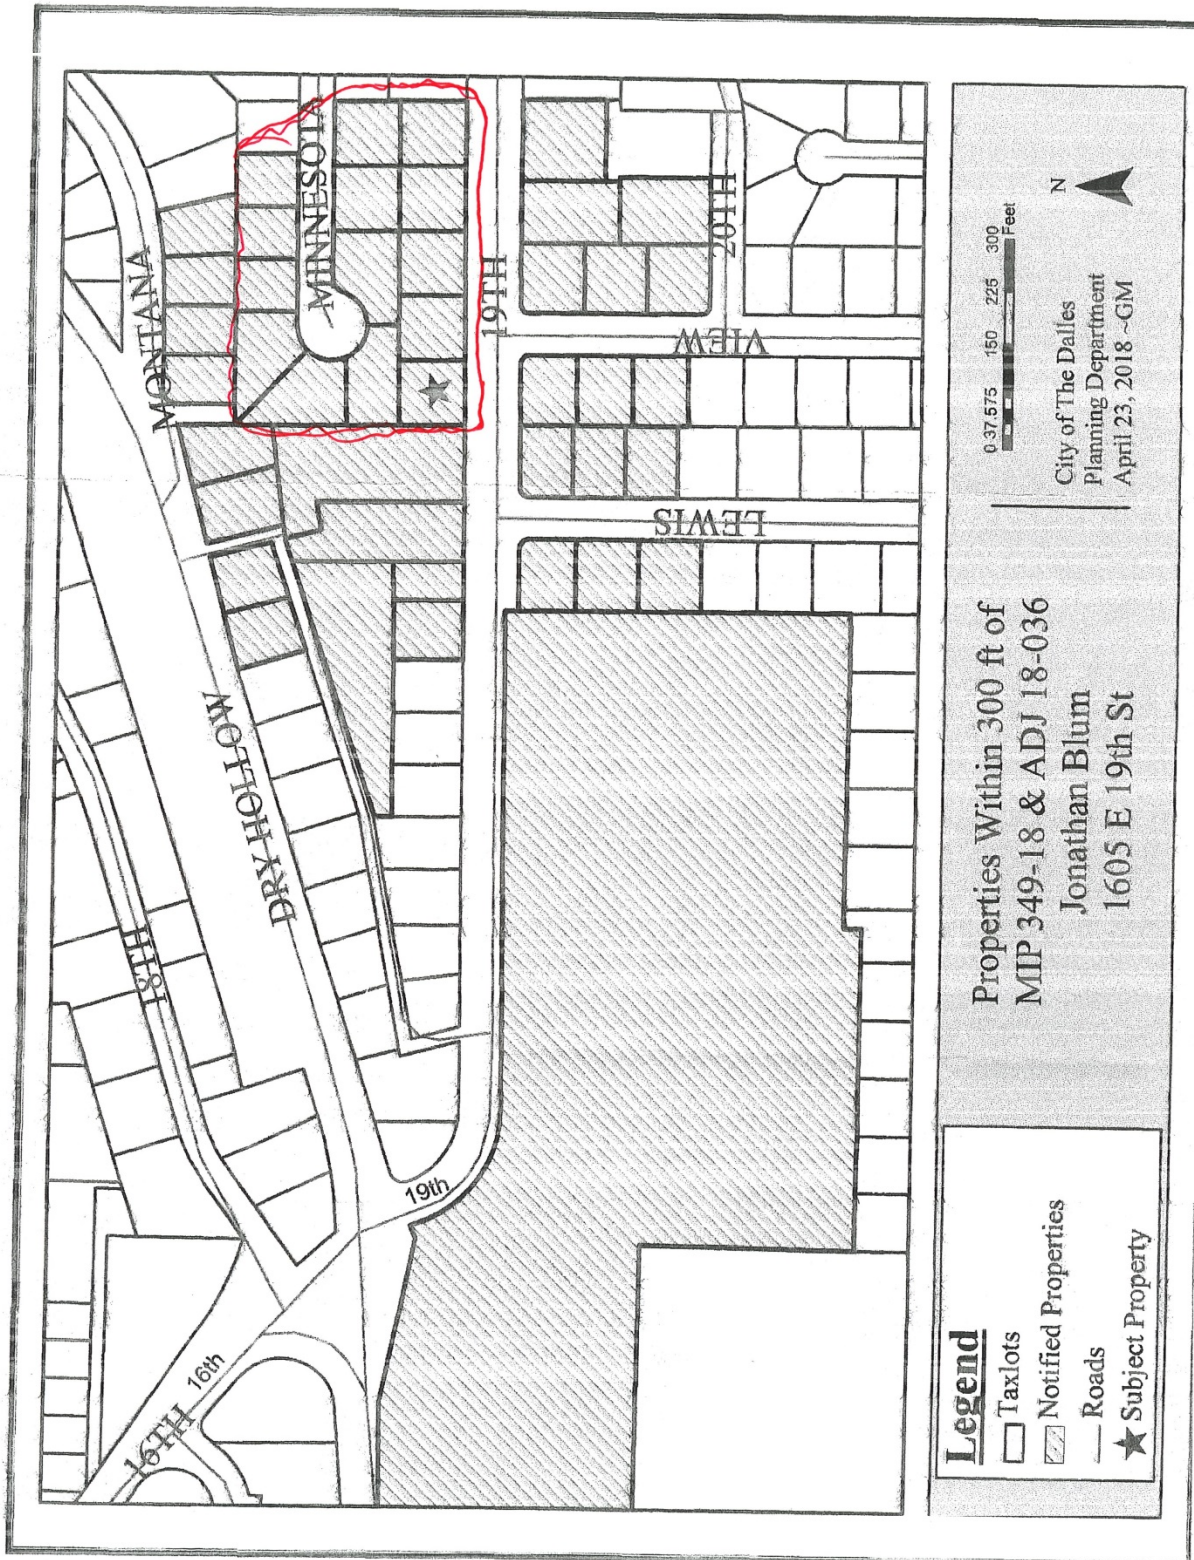 MONTANA
MINNESOTA
18TH
DRY HOLLOW
16TH
16th
19th
19TH
VIEW
LEWIS
20TH
Legend
Taxlots
Notified Properties
Roads
Subject Property
Properties Within 300 ft of
MIP 349-18 & ADJ 18-036
Jonathan Blum
1605 E 19th St
0 37.575 150 225 300
Feet
N
City of The Dalles
Planning Department
April 23, 2018 ~GM